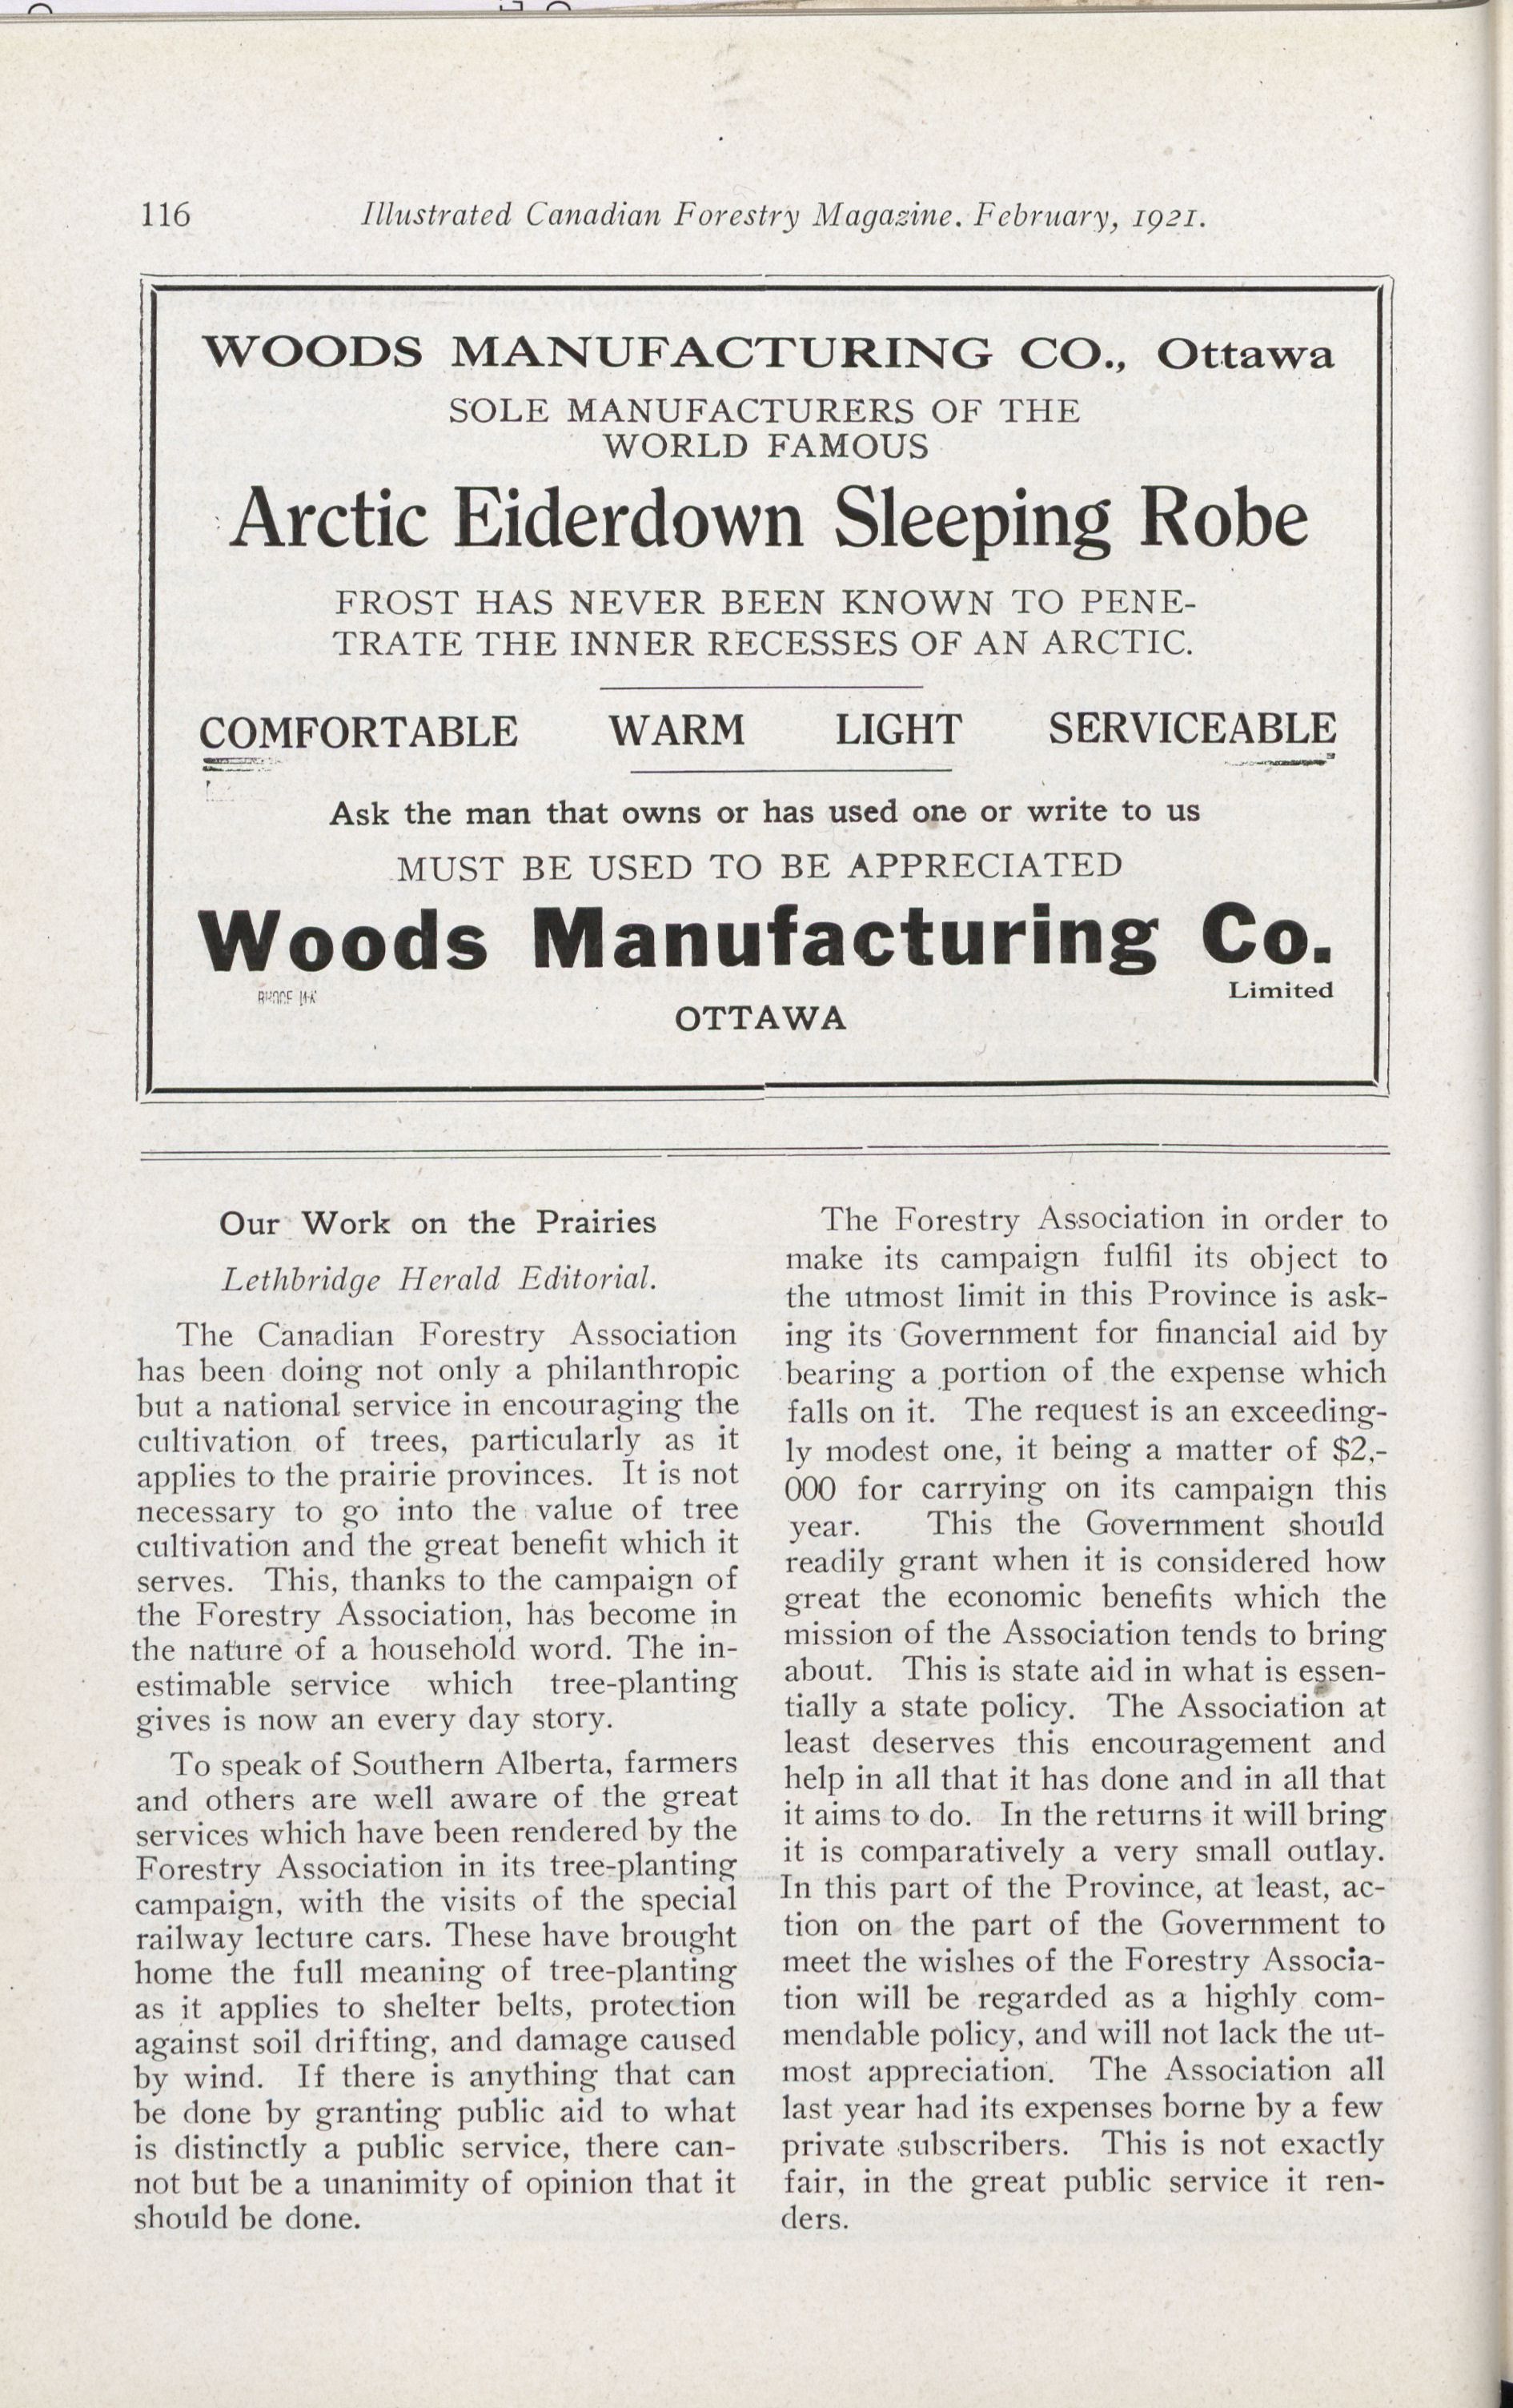 116
Illustrated Canadian Forestry Magazine. February, 1921.
WOODS MANUFACTURING CO., Ottawa
SOLE MANUFACTURERS OF THE
WORLD FAMOUS
Arctic Eiderdown Sleeping Robe
FROST HAS NEVER BEEN KNOWN TO PENE-
TRATE THE INNER RECESSES OF AN ARCTIC.
COMFORTABLE WARM LIGHT SERVICEABLE
Ask the man that owns or has used one or write to us
MUST BE USED TO BE APPRECIATED
Woods Manufacturing Co.
Limited
OTTAWA
Our Work on the Prairies
Lethbridge Herald Editorial.
The Canadian Forestry Association
has been doing not only a philanthropic
but a national service in encouraging the
cultivation of trees, particularly as it
applies to the prairie provinces. It is not
necessary to go into the value of tree
cultivation and the great benefit which it
serves. This, thanks to the campaign of
the Forestry Association, has become in
the nature of a household word. The in-
estimable service which tree-planting
gives is now an every day story.
To speak of Southern Alberta, farmers
and others are well aware of the great
services which have been rendered by the
Forestry Association in its tree-planting
campaign, with the visits of the special
railway lecture cars. These have brought
home the full meaning of tree-planting
as it applies to shelter belts, protection
against soil drifting, and damage caused
by wind. If there is anything that can
be done by granting public aid to what
is distinctly a public service, there can-
not but be a unanimity of opinion that it
should be done.
The Forestry Association in order to
make its campaign fulfil its object to
the utmost limit in this Province is ask-
ing its Government for financial aid by
bearing a portion of the expense which
falls on it. The request is an exceeding-
ly modest one, it being a matter of $2,-
000 for carrying on its campaign this
year. This the Government should
readily grant when it is considered how
great the economic benefits which the
mission of the Association tends to bring
about. This is state aid in what is essen-
tially a state policy. The Association at
least deserves this encouragement and
help in all that it has done and in all that
it aims to do. In the returns it will bring
it is comparatively a very small outlay.
In this part of the Province, at least, ac-
tion on the part of the Government to
meet the wishes of the Forestry Associa-
tion will be regarded as a highly com-
mendable policy, and will not lack the ut-
most appreciation. The Association all
last year had its expenses borne by a few
private subscribers. This is not exactly
fair, in the great public service it ren-
ders.